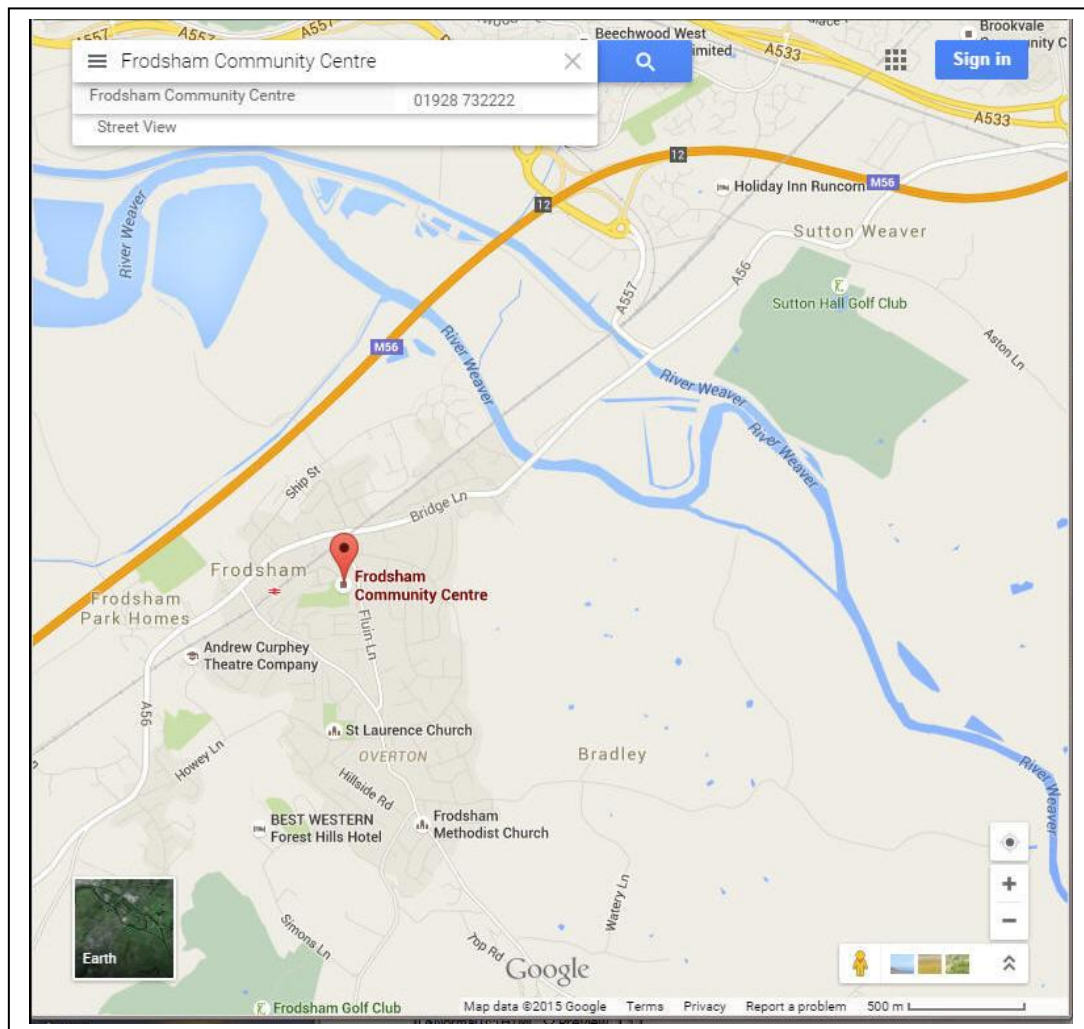 A557
A557
A557
Beechwood West
imited
A533
Brookvale
Community C
Frodsham Community Centre
Sign in
Frodsham Community Centre
01928 732222
Street View
A533
12
12
Holiday Inn Runcorn
M56
River Weaver
Sutton Weaver
A56
A557
Sutton Hall Golf Club
Aston Ln
M56
River Weaver
River Weaver
River Weaver
Ship St
Bridge Ln
Frodsham
Frodsham
Community Centre
Frodsham
Park Homes
Fluin Ln
Andrew Curphey
Theatre Company
A56
St Laurence Church
Howey Ln
OVERTON
Bradley
River Weaver
Hillside Rd
BEST WESTERN
Forest Hills Hotel
Frodsham
Methodist Church
Watery Ln
Simons Ln
Top Rd
Earth
Google
Frodsham Golf Club
Map data ©2015 Google
Terms
Privacy
Report a problem
500 m